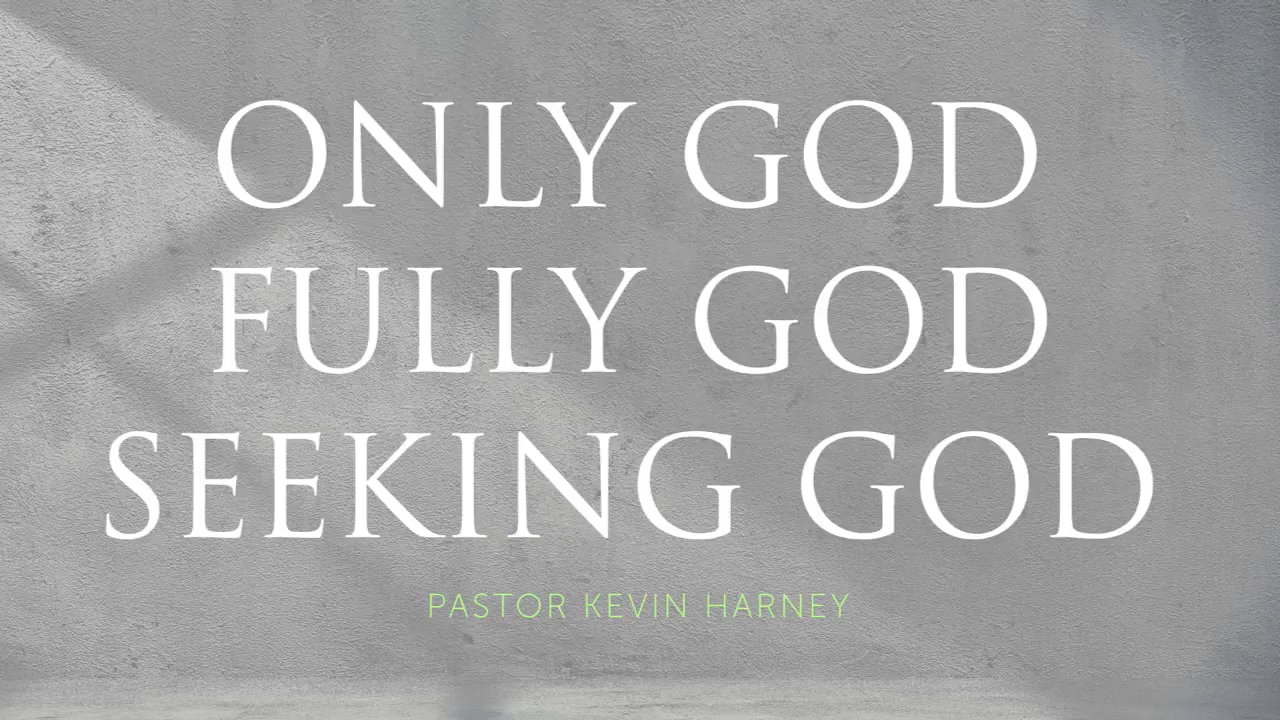 ONLY GOD
FULLY GOD
SEEKING GOD
PASTOR KEVIN HARNEY